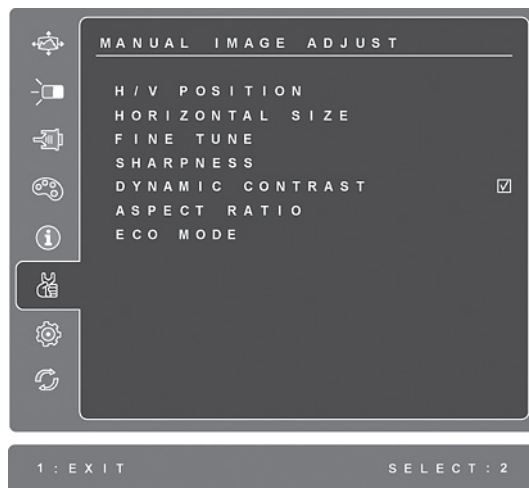 MANUAL IMAGE ADJUST
H/V POSITION
HORIZONTAL SIZE
FINE TUNE
SHARPNESS
DYNAMIC CONTRAST
ASPECT RATIO
ECO MODE
1:EXIT SELECT:2